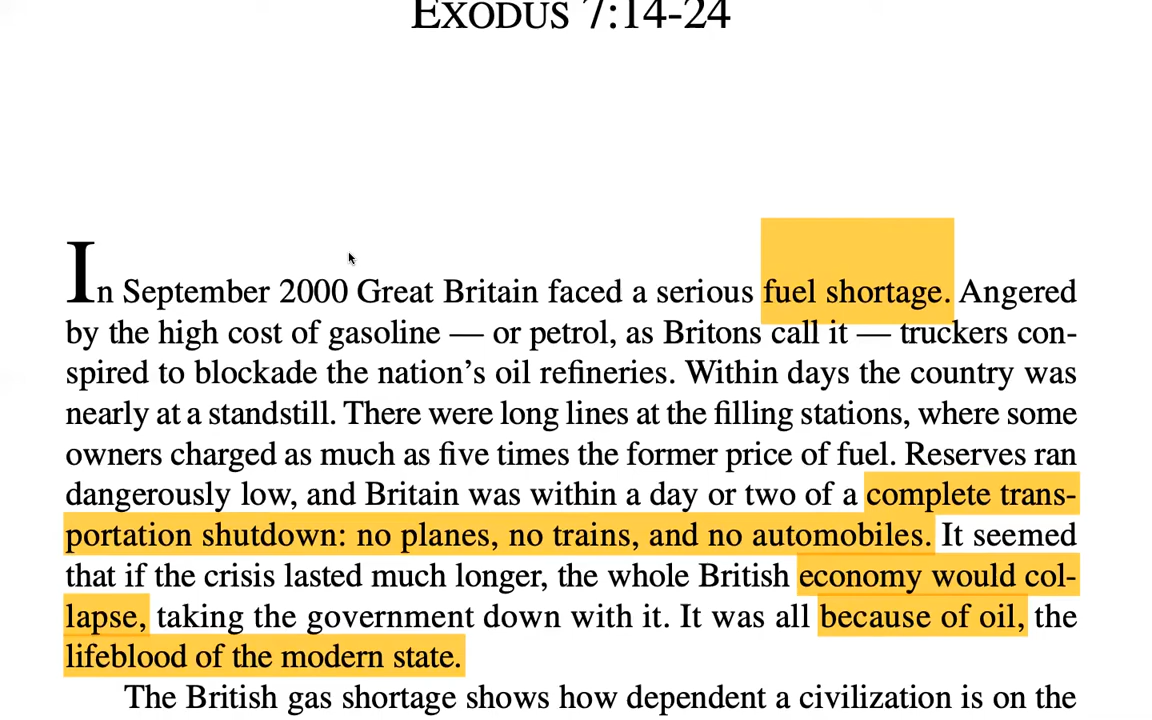 EXODUS 7:14-24
In September 2000 Great Britain faced a serious fuel shortage. Angered
by the high cost of gasoline — or petrol, as Britons call it — truckers con-
spired to blockade the nation’s oil refineries. Within days the country was
nearly at a standstill. There were long lines at the filling stations, where some
owners charged as much as five times the former price of fuel. Reserves ran
dangerously low, and Britain was within a day or two of a complete trans-
portation shutdown: no planes, no trains, and no automobiles. It seemed
that if the crisis lasted much longer, the whole British economy would col-
lapse, taking the government down with it. It was all because of oil, the
lifeblood of the modern state.
The British gas shortage shows how dependent a civilization is on the